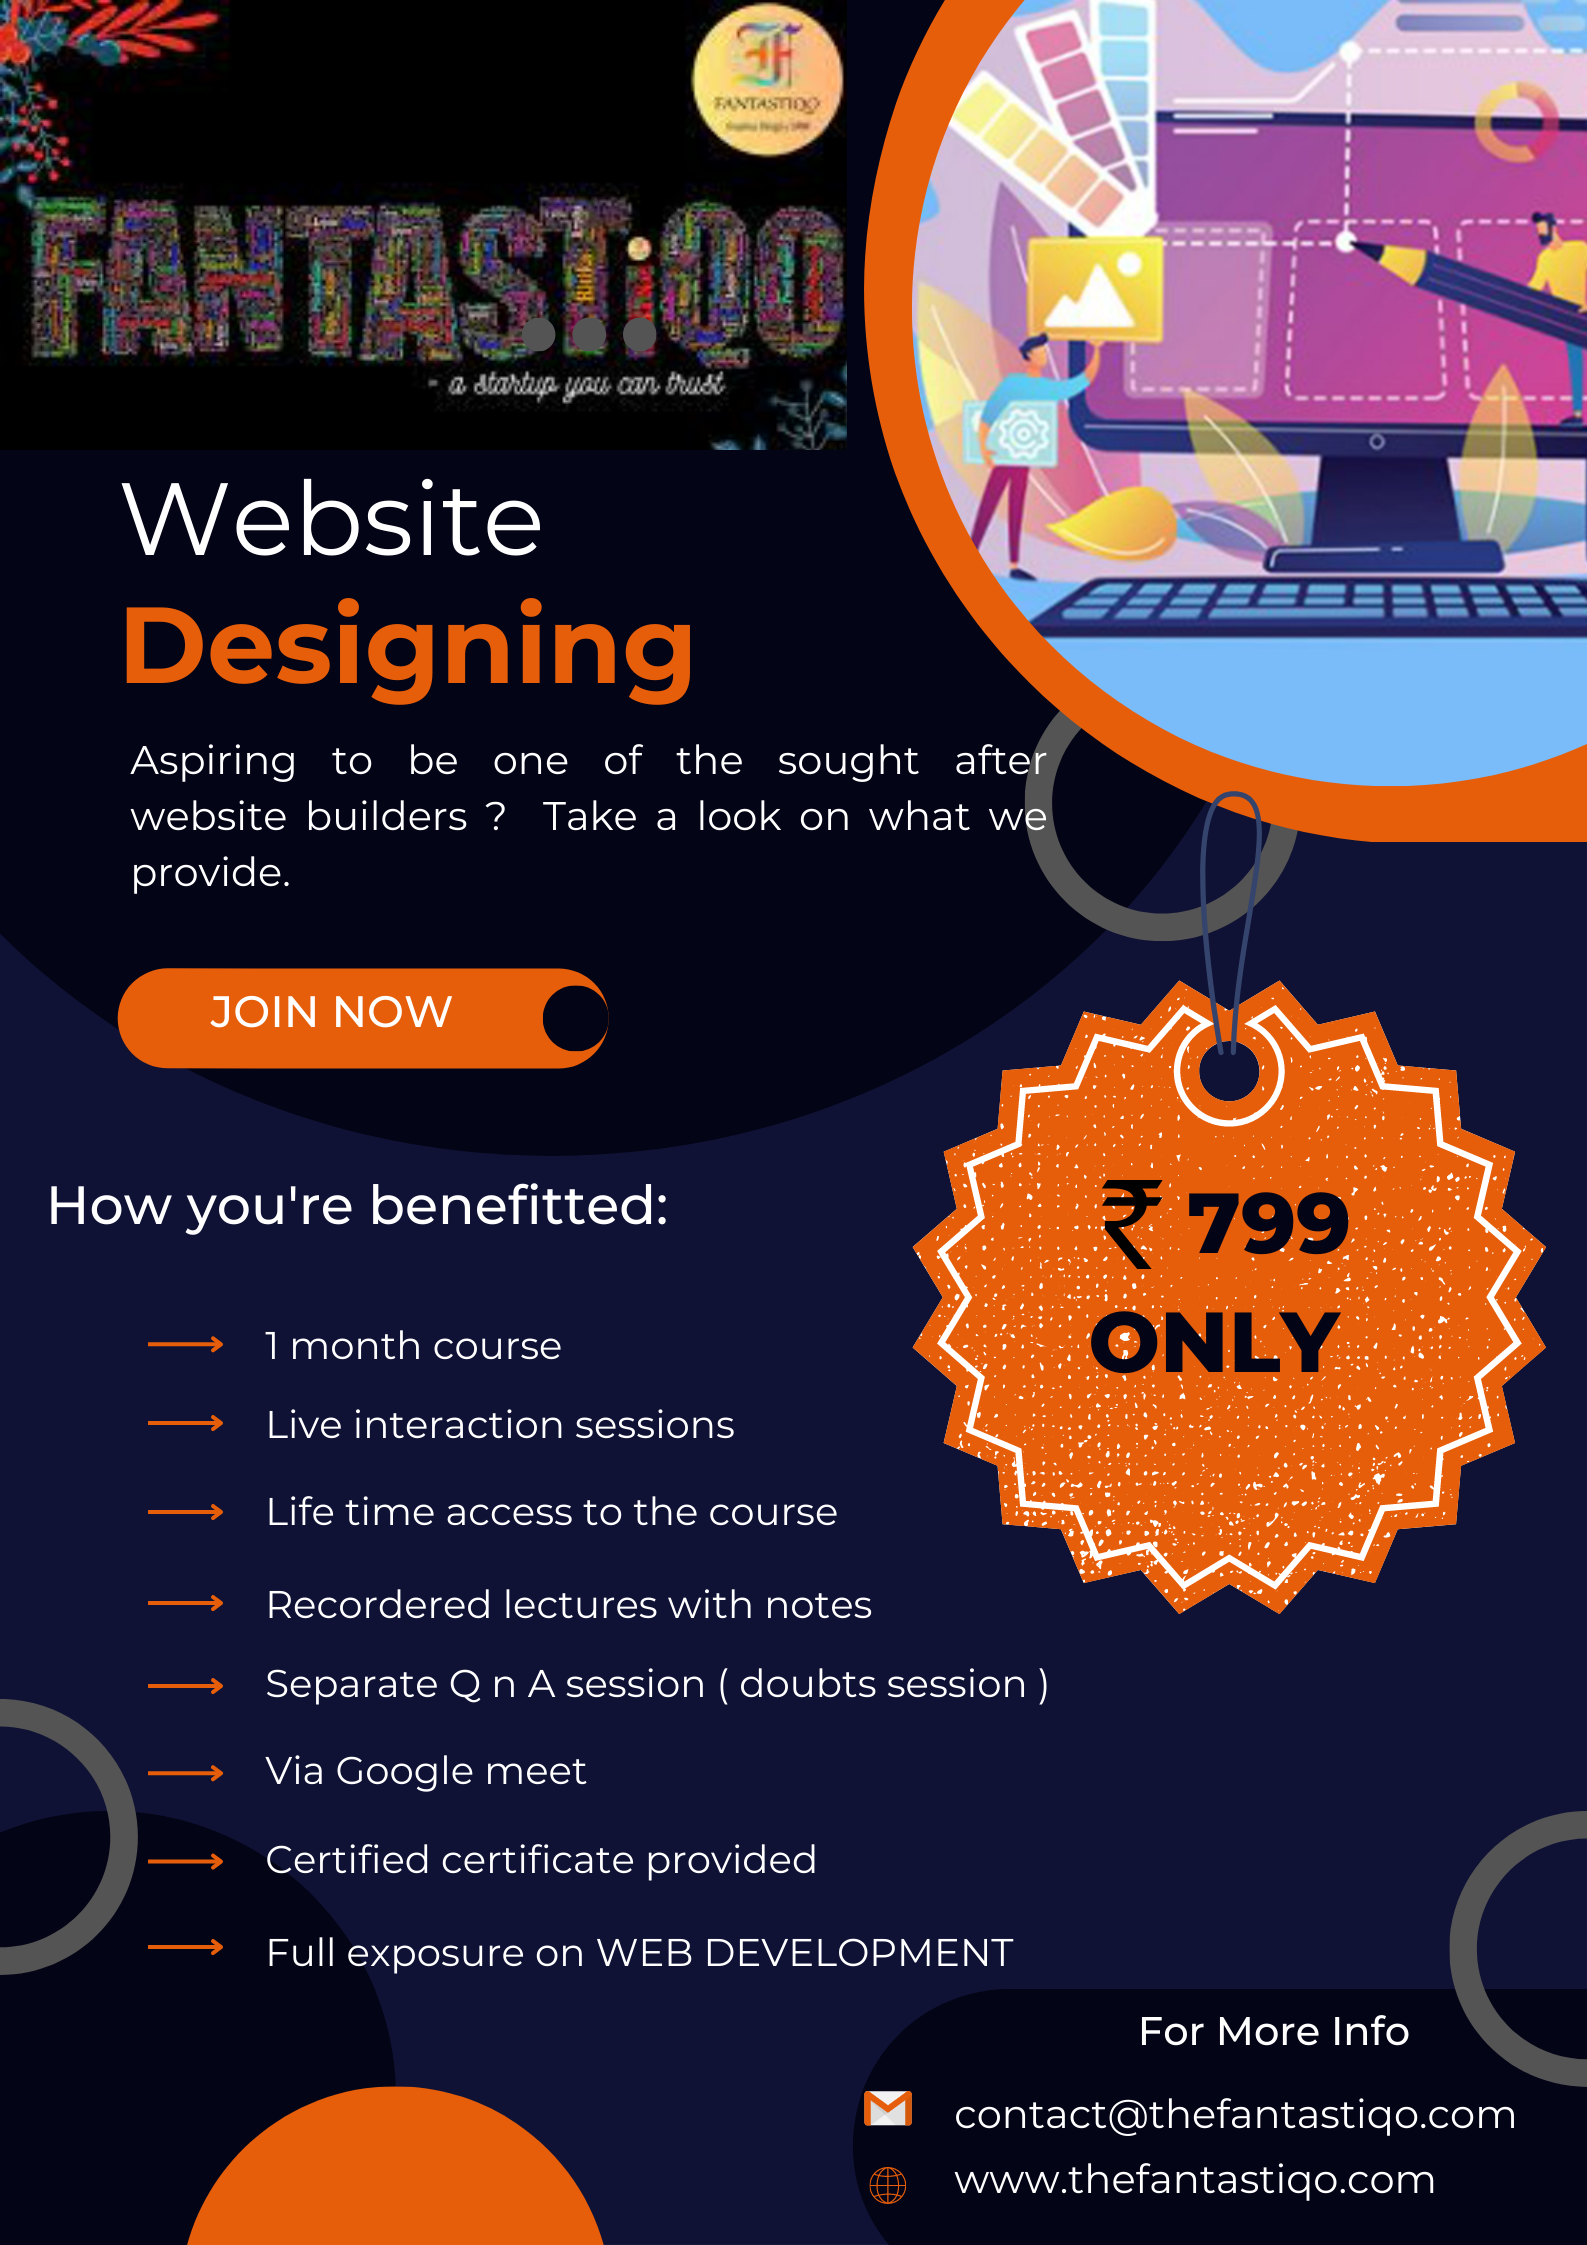 FANTASTIQO
FANTASTiQO
- a startup you can trust
Website
Designing
Aspiring to be one of the sought after
website builders ? Take a look on what we
provide.
JOIN NOW
How you're benefitted:
₹ 799
ONLY
1 month course
Live interaction sessions
Life time access to the course
Recordered lectures with notes
Separate Q n A session ( doubts session )
Via Google meet
Certified certificate provided
Full exposure on WEB DEVELOPMENT
For More Info
contact@thefantastiqo.com
www.thefantastiqo.com